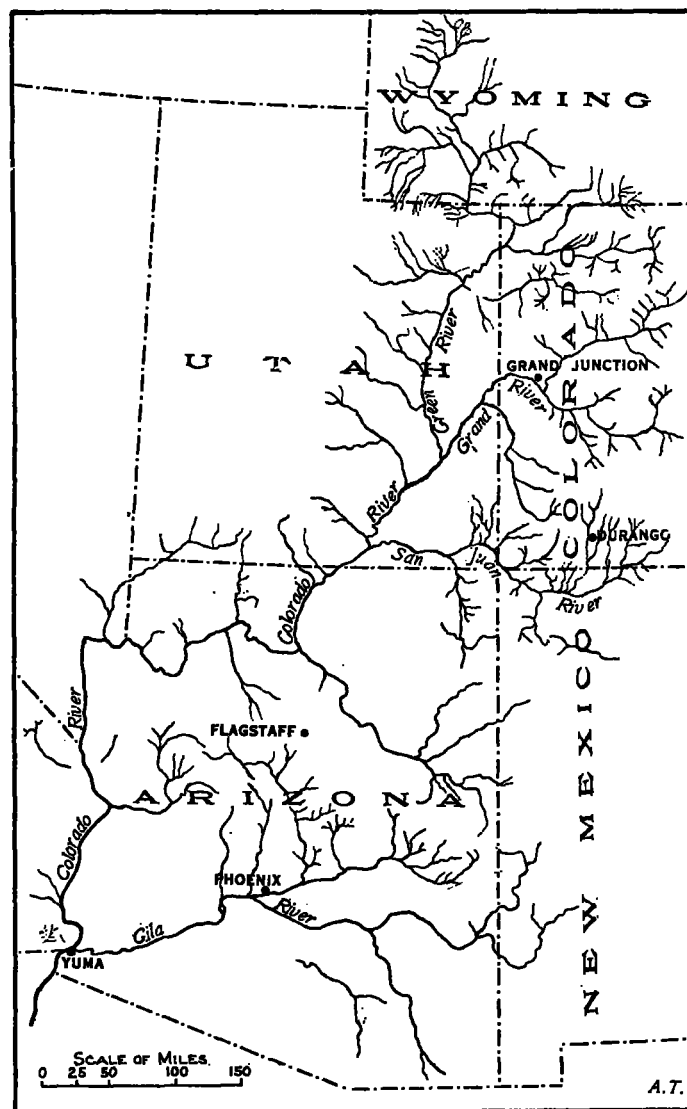 WYOMING
UTAH
COLORADO
GRAND JUNCTION
Green River
Grand River
DURANGO
San Juan River
Colorado River
Colorado River
FLAGSTAFF
ARIZONA
NEW MEXICO
PHOENIX
Gila River
YUMA
SCALE OF MILES.
0 25 50 100 150
A.T.